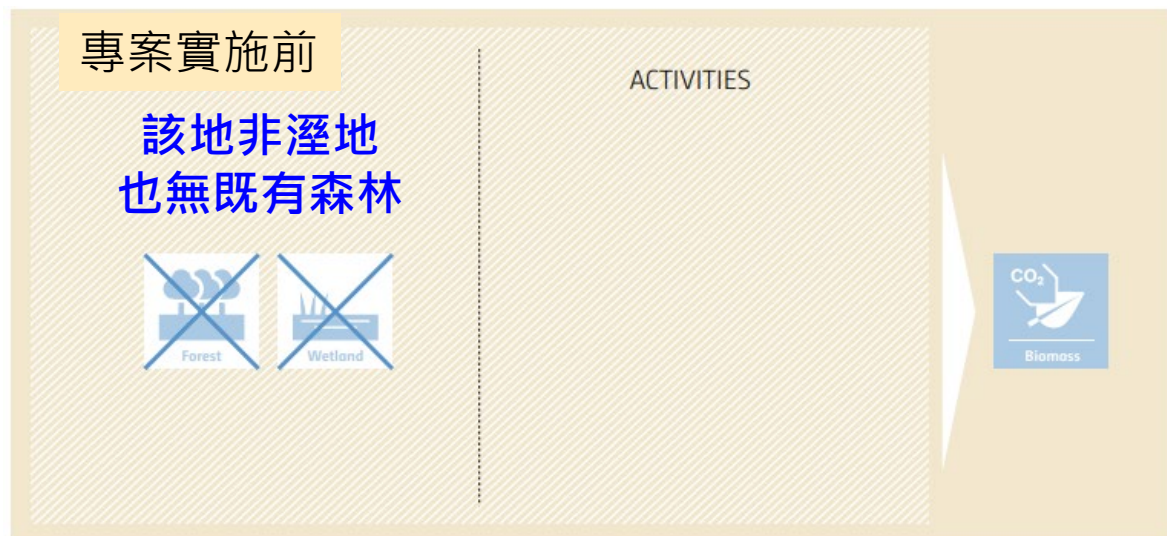 專案實施前
該地非溼地
也無既有森林
Forest
Wetland
ACTIVITIES
CO₂
Biomass